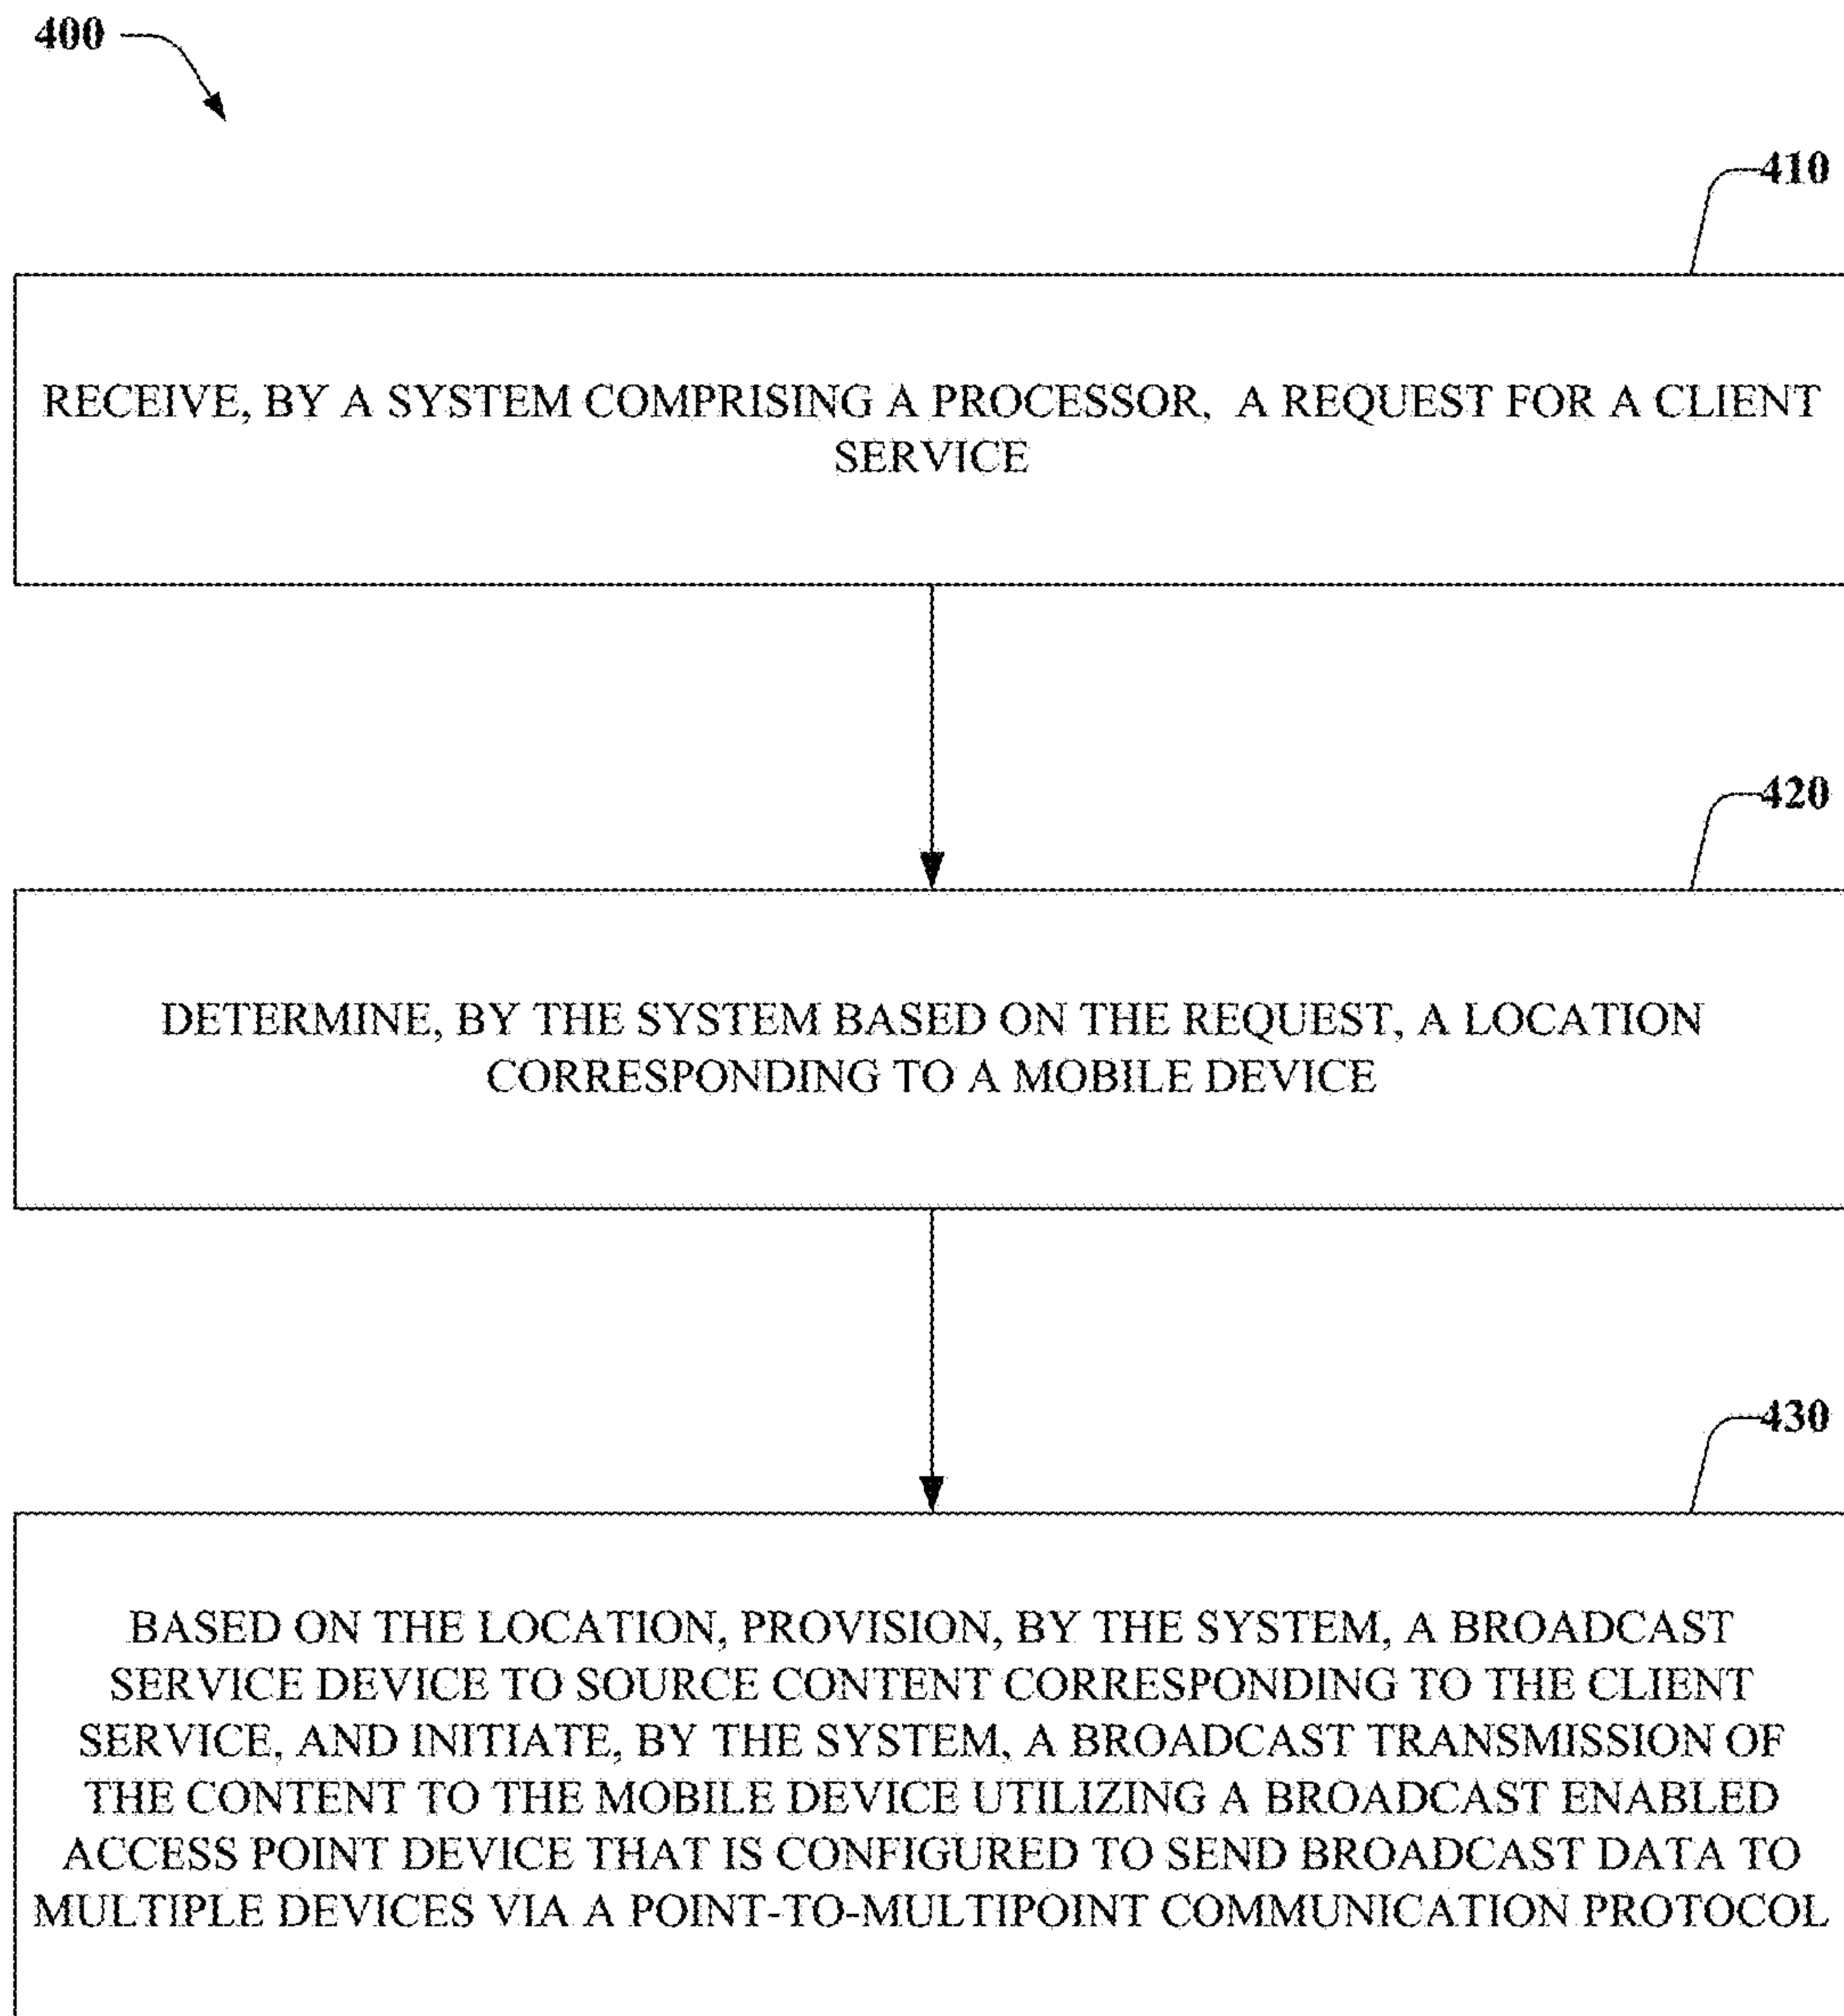 400
410
RECEIVE, BY A SYSTEM COMPRISING A PROCESSOR, A REQUEST FOR A CLIENT
SERVICE
420
DETERMINE, BY THE SYSTEM BASED ON THE REQUEST, A LOCATION
CORRESPONDING TO A MOBILE DEVICE
430
BASED ON THE LOCATION, PROVISION, BY THE SYSTEM, A BROADCAST
SERVICE DEVICE TO SOURCE CONTENT CORRESPONDING TO THE CLIENT
SERVICE, AND INITIATE, BY THE SYSTEM, A BROADCAST TRANSMISSION OF
THE CONTENT TO THE MOBILE DEVICE UTILIZING A BROADCAST ENABLED
ACCESS POINT DEVICE THAT IS CONFIGURED TO SEND BROADCAST DATA TO
MULTIPLE DEVICES VIA A POINT-TO-MULTIPOINT COMMUNICATION PROTOCOL